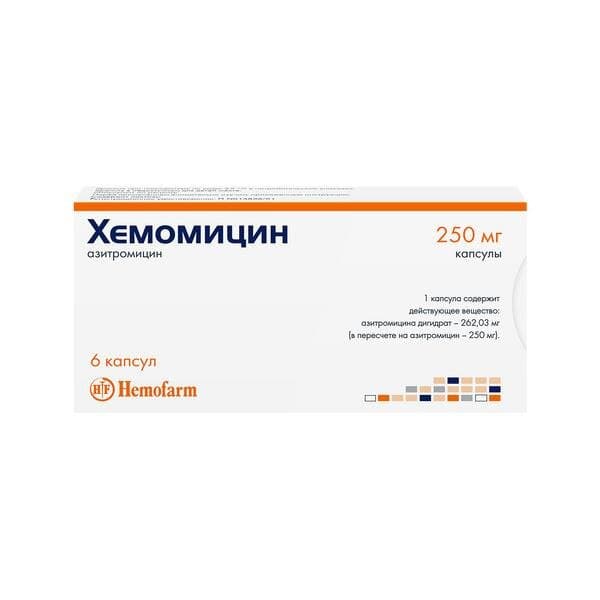 Хемомицин
250 мг
азитромицин
капсулы
1 капсула содержит
действующее вещество:
азитромицина дигидрат – 262,03 мг
(в пересчете на азитромицин – 250 мг).
6 капсул
HF Hemofarm